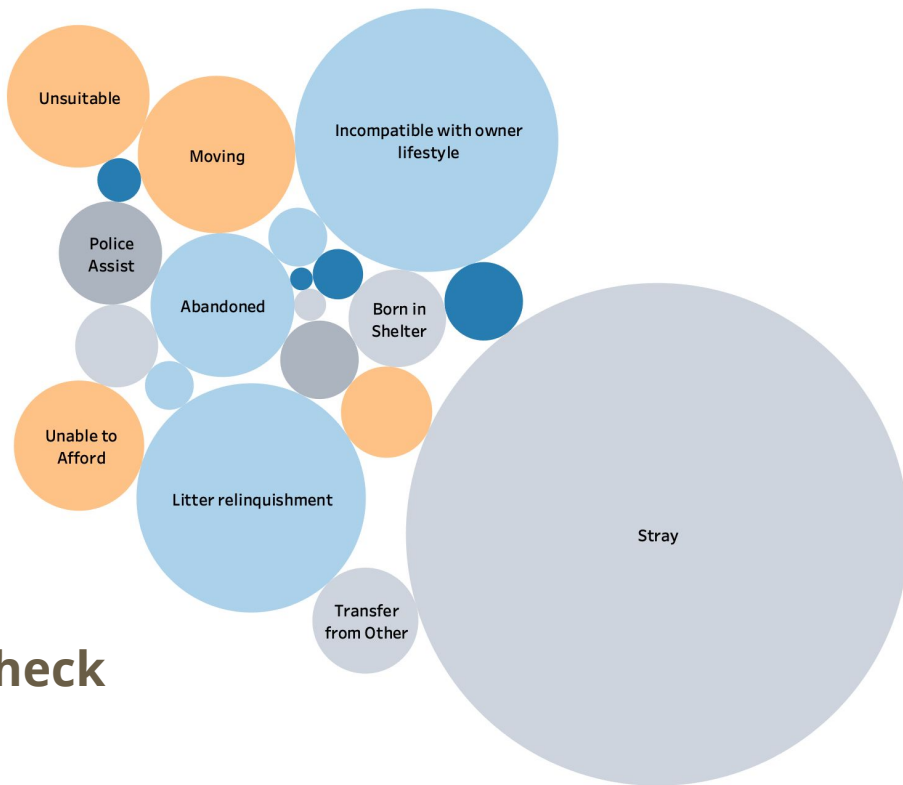 Unsuitable
Moving
Incompatible with owner
lifestyle
Police
Assist
Abandoned
Born in
Shelter
Unable to
Afford
Litter relinquishment
Stray
Transfer
from Other
heck